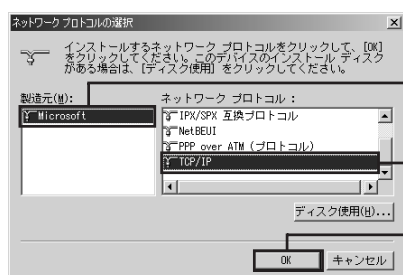 ネットワーク プロトコルの選択
インストールするネットワーク プロトコルをクリックして、[OK]
をクリックしてください。このデバイスのインストール ディスク
がある場合は、[ディスク使用] をクリックしてください。
製造元(M):
ネットワーク プロトコル :
Microsoft
IPX/SPX 互換プロトコル
NetBEUI
PPP over ATM (プロトコル)
TCP/IP
ディスク使用(H)...
OK
キャンセル